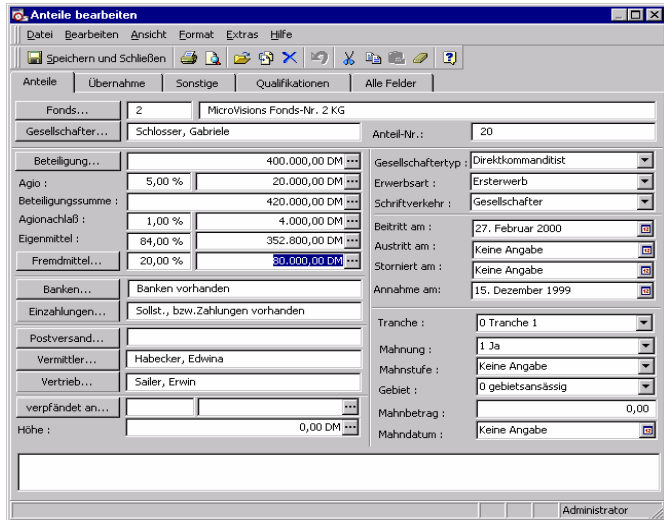 Anteile bearbeiten
Datei Bearbeiten Ansicht Format Extras Hilfe
Speichern und Schließen
Anteile Übernahme Sonstige Qualifikationen Alle Felder
Fonds... 2 MicroVisions Fonds-Nr. 2 KG
Gesellschafter... Schlosser, Gabriele Anteil-Nr.: 20
Beteiligung... 400.000,00 DM
Agio : 5,00 % 20.000,00 DM
Beteiligungssumme : 420.000,00 DM
Agionachlaß : 1,00 % 4.000,00 DM
Eigenmittel : 84,00 % 352.800,00 DM
Fremdmittel... 20,00 % 80.000,00 DM
Gesellschaftertyp : Direktkommanditist
Erwerbsart : Ersterwerb
Schriftverkehr : Gesellschafter
Beitritt am : 27. Februar 2000
Austritt am : Keine Angabe
Storniert am : Keine Angabe
Annahme am: 15. Dezember 1999
Banken... Banken vorhanden
Einzahlungen... Sollst., bzw.Zahlungen vorhanden
Postversand...
Vermittler... Habecker, Edwina
Vertrieb... Sailer, Erwin
verpfändet an...
Höhe : 0,00 DM
Tranche : 0 Tranche 1
Mahnung : 1 Ja
Mahnstufe : Keine Angabe
Gebiet : 0 gebietsansässig
Mahnbetrag : 0,00
Mahndatum : Keine Angabe
Administrator